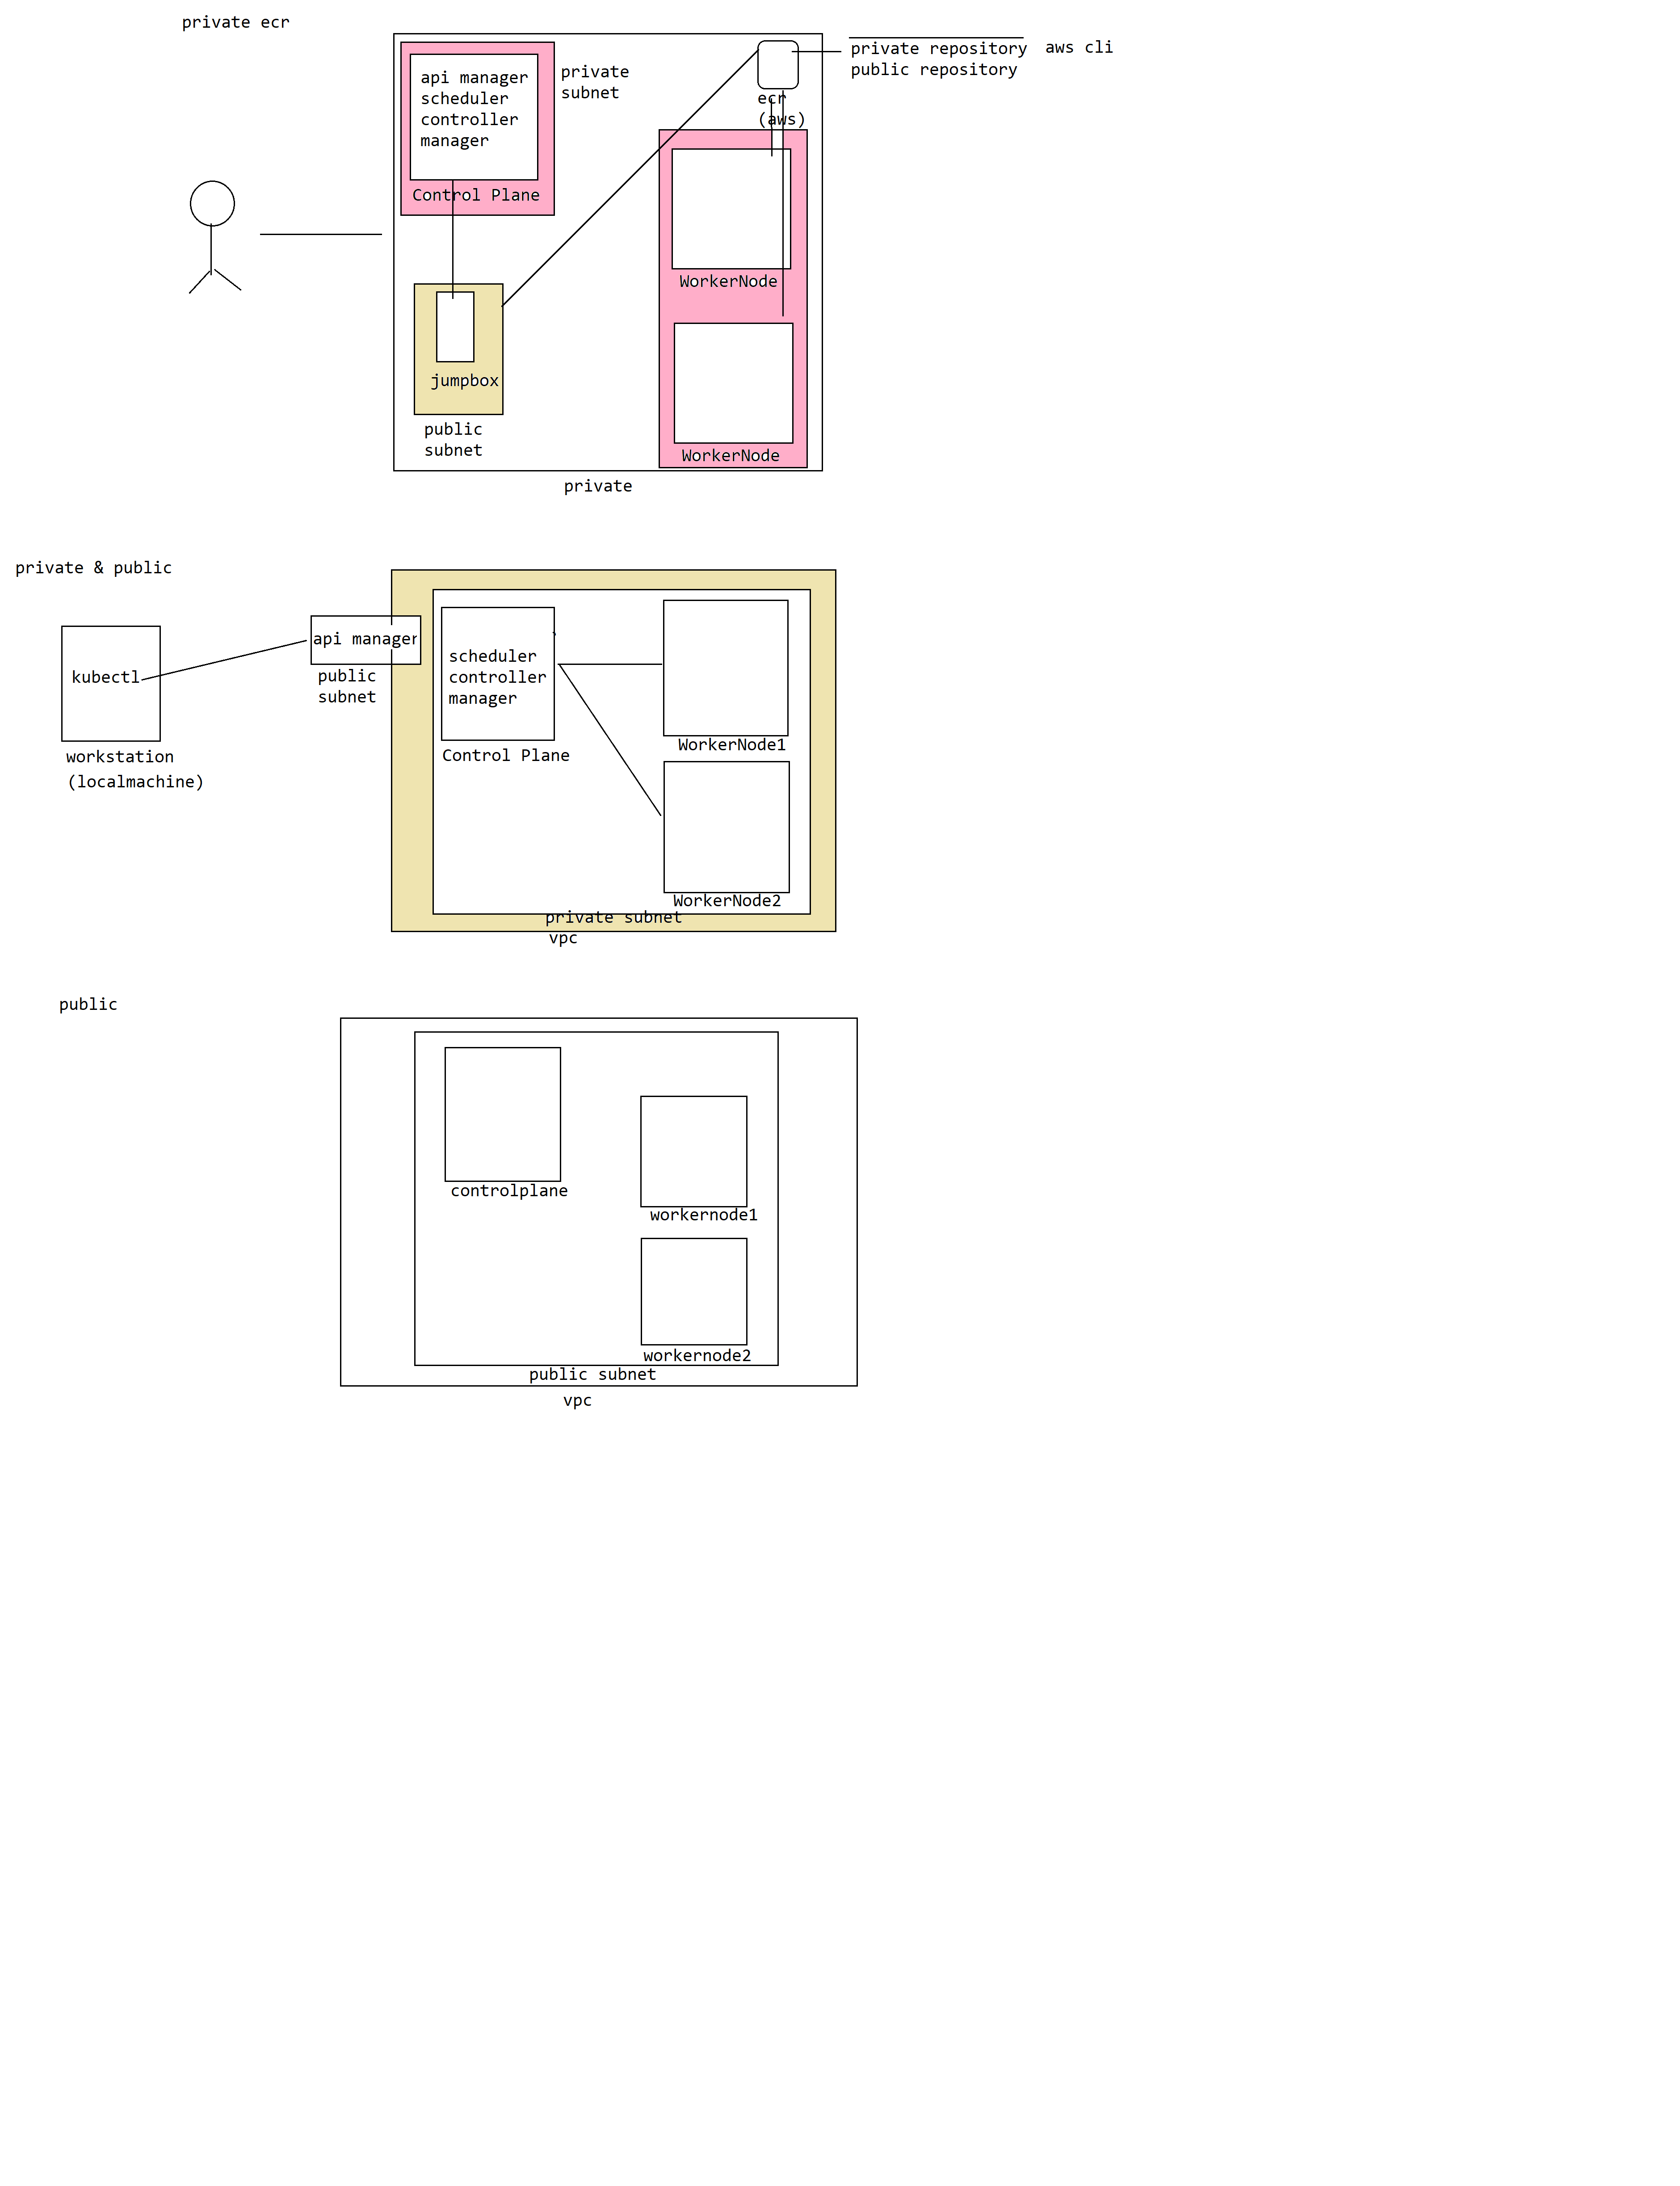 private ecr
api manager
scheduler
controller
manager
Control Plane
private
subnet
ecr
(aws)
private repository
public repository
aws cli
WorkerNode
WorkerNode
jumpbox
public
subnet
private
private & public
kubectl
workstation
(localmachine)
api manager
public
subnet
scheduler
controller
manager
Control Plane
WorkerNode1
WorkerNode2
private subnet
vpc
public
controlplane
workernode1
workernode2
public subnet
vpc